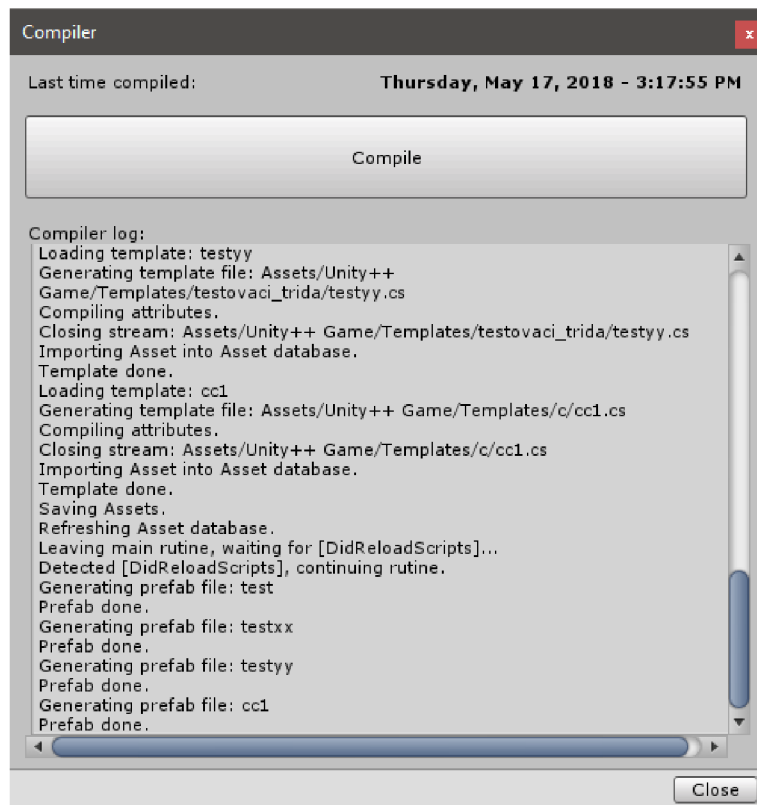 Compiler
x
Last time compiled: Thursday, May 17, 2018 - 3:17:55 PM
Compile
Compiler log:
Loading template: testyy
Generating template file: Assets/Unity++
Game/Templates/testovaci_trida/testyy.cs
Compiling attributes.
Closing stream: Assets/Unity++ Game/Templates/testovaci_trida/testyy.cs
Importing Asset into Asset database.
Template done.
Loading template: cc1
Generating template file: Assets/Unity++ Game/Templates/c/cc1.cs
Compiling attributes.
Closing stream: Assets/Unity++ Game/Templates/c/cc1.cs
Importing Asset into Asset database.
Template done.
Saving Assets.
Refreshing Asset database.
Leaving main rutine, waiting for [DidReloadScripts]...
Detected [DidReloadScripts], continuing rutine.
Generating prefab file: test
Prefab done.
Generating prefab file: testxx
Prefab done.
Generating prefab file: testyy
Prefab done.
Generating prefab file: cc1
Prefab done.
Close